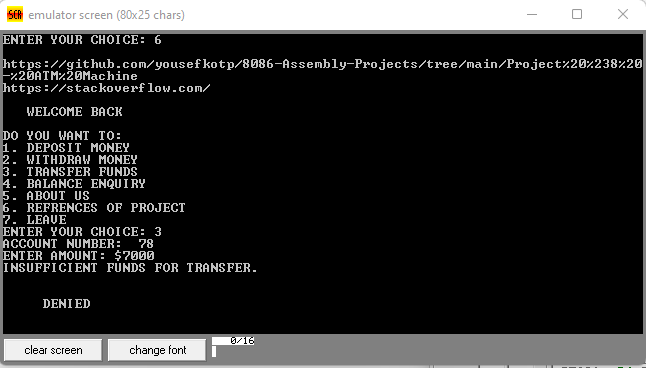 SCR emulator screen (80x25 chars)
ENTER YOUR CHOICE: 6
https://github.com/yousefkotp/8086-Assembly-Projects/tree/main/Project%20%238%20
-%20ATM%20Machine
https://stackoverflow.com/
WELCOME BACK
DO YOU WANT TO:
1. DEPOSIT MONEY
2. WITHDRAW MONEY
3. TRANSFER FUNDS
4. BALANCE ENQUIRY
5. ABOUT US
6. REFRENCES OF PROJECT
7. LEAVE
ENTER YOUR CHOICE: 3
ACCOUNT NUMBER:  78
ENTER AMOUNT: $7000
INSUFFICIENT FUNDS FOR TRANSFER.
DENIED
clear screen change font 0/16